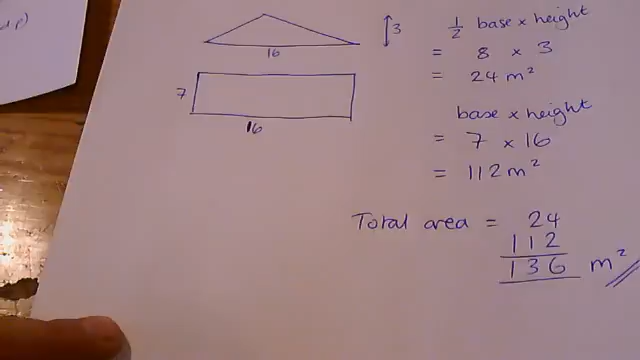 3
16
½ base x height
= 8 x 3
= 24 m²
7
16
base x height
= 7 x 16
= 112 m²
Total area = 24
112
136 m²